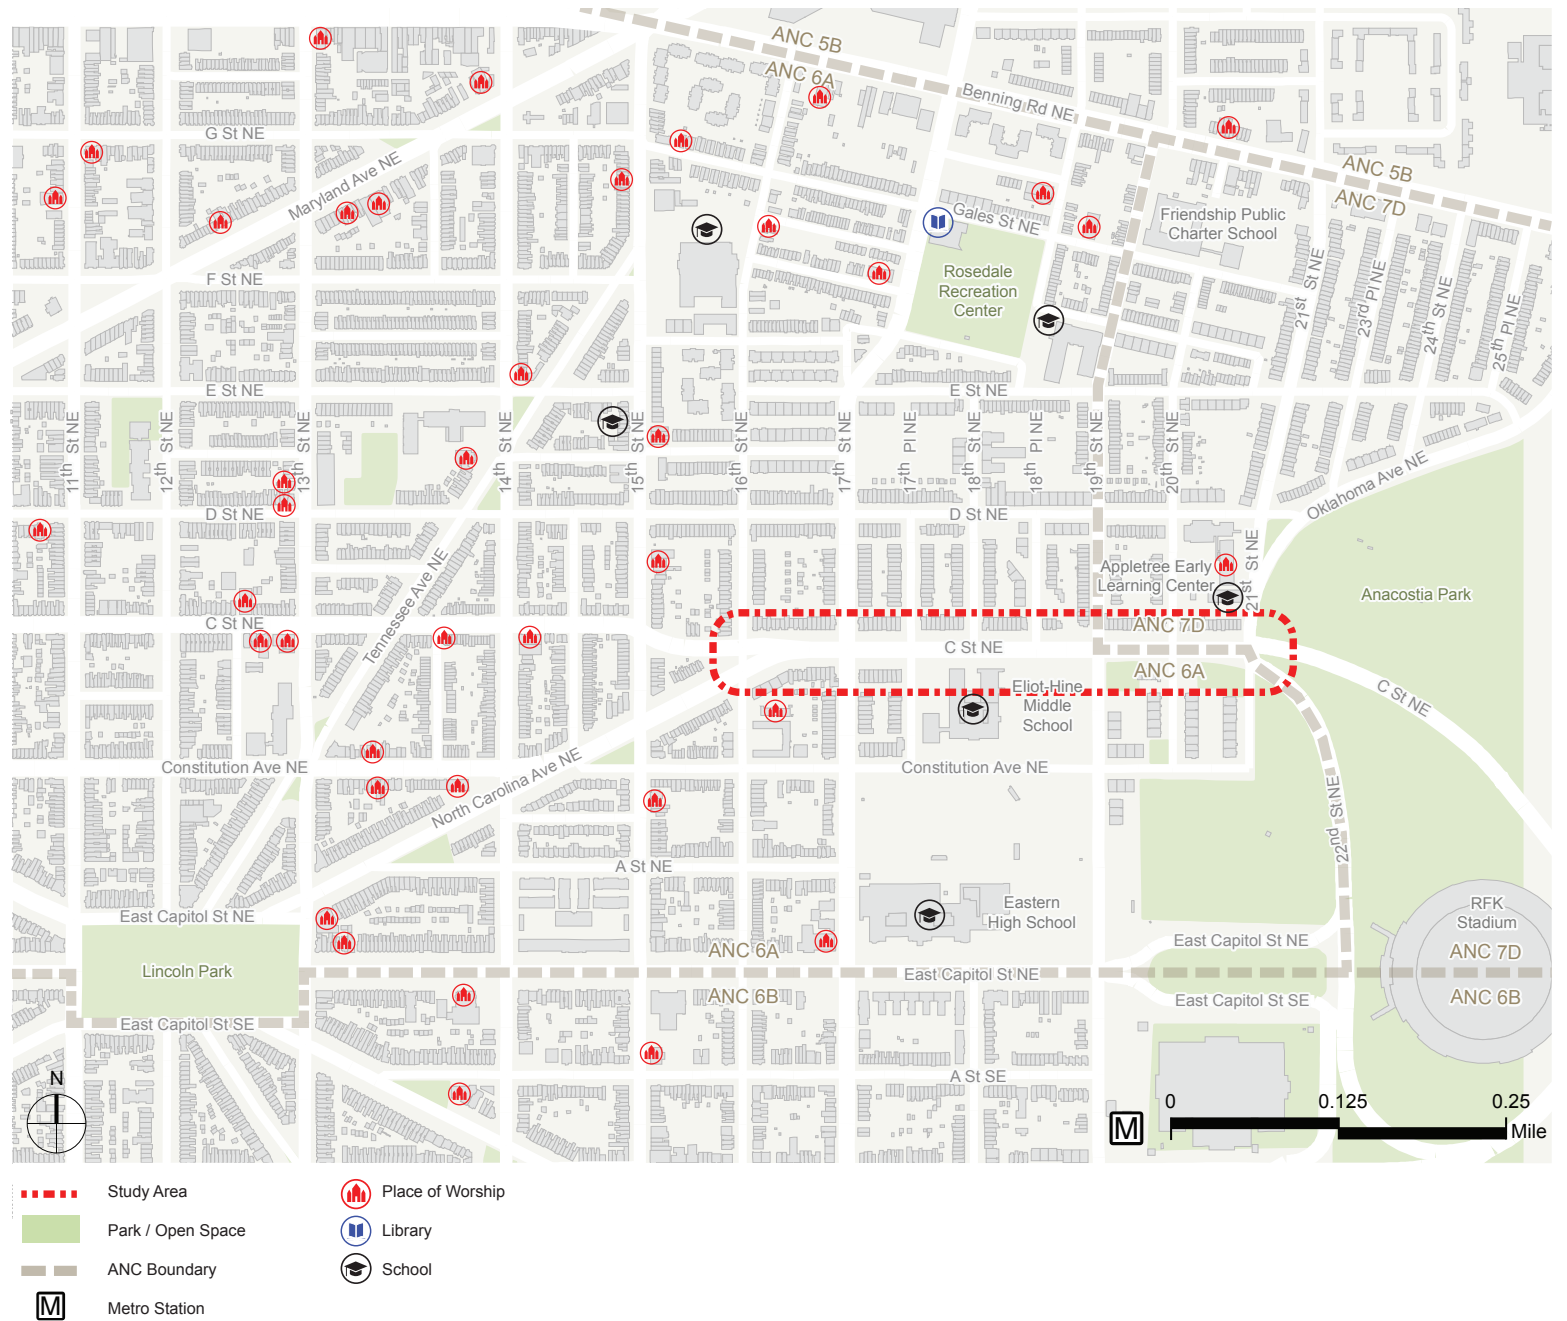 ANC 5B
ANC 6A
Benning Rd NE
G St NE
Maryland Ave NE
ANC 5B
ANC 7D
Gales St NE
Friendship Public
Charter School
F St NE
Rosedale
Recreation
Center
21st St NE
23rd Pl NE
24th St NE
25th Pl NE
E St NE
E St NE
11th St NE
12th St NE
13th St NE
14th St NE
15th St NE
16th St NE
17th St NE
17th Pl NE
18th St NE
18th Pl NE
19th St NE
20th St NE
Oklahoma Ave NE
D St NE
D St NE
21st St NE
Appletree Early
Learning Center
Anacostia Park
Tennessee Ave NE
C St NE
ANC 7D
C St NE
ANC 6A
Eliot-Hine
Middle
School
C St NE
Constitution Ave NE
Constitution Ave NE
North Carolina Ave NE
22nd St NE
A St NE
East Capitol St NE
Eastern
High School
RFK
Stadium
East Capitol St NE
ANC 6A
ANC 7D
Lincoln Park
East Capitol St NE
ANC 6B
ANC 6B
East Capitol St SE
East Capitol St SE
A St SE
N
M
0
0.125
0.25
Mile
Study Area
Place of Worship
Park / Open Space
Library
ANC Boundary
School
M
Metro Station